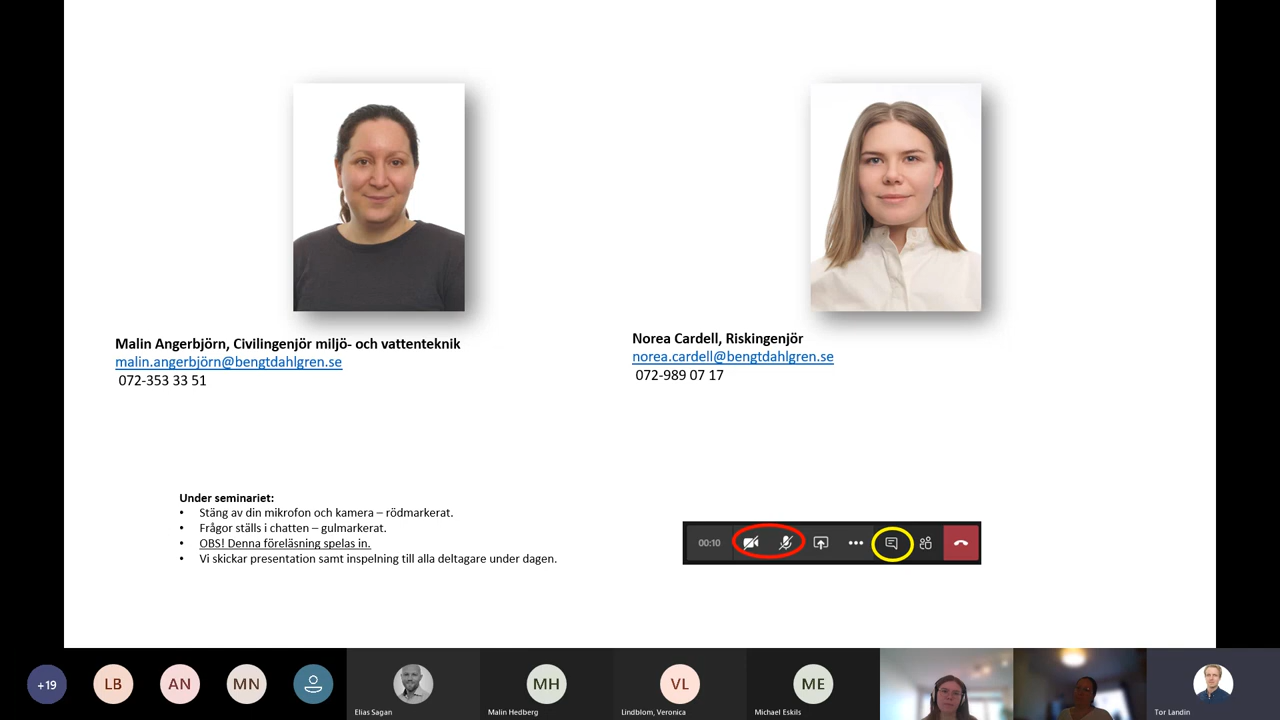 Malin Angerbjörn, Civilingenjör miljö- och vattenteknik
malin.angerbjörn@bengtdahlgren.se
072-353 33 51
Norea Cardell, Riskingenjör
norea.cardell@bengtdahlgren.se
072-989 07 17
Under seminariet:
• Stäng av din mikrofon och kamera – rödmarkerat.
• Frågor ställs i chatten – gulmarkerat.
• OBS! Denna föreläsning spelas in.
• Vi skickar presentation samt inspelning till alla deltagare under dagen.
00:10
+19
LB
AN
MN
Elias Sagan
MH
Malin Hedberg
VL
Lindblom, Veronica
ME
Michael Eskils
Tor Landin